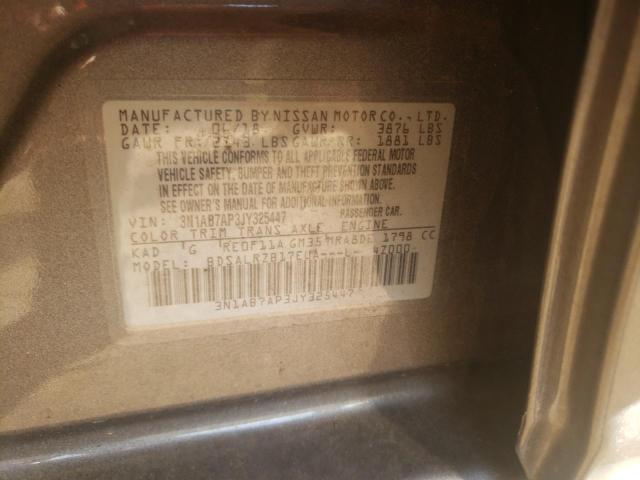 MANUFACTURED BY NISSAN MOTOR CO., LTD.
DATE: 06/18 GVWR: 3876 LBS
GAWR FR: 2143 LBS GAWR RR: 1881 LBS
THIS VEHICLE CONFORMS TO ALL APPLICABLE FEDERAL MOTOR
VEHICLE SAFETY, BUMPER AND THEFT PREVENTION STANDARDS
IN EFFECT ON THE DATE OF MANUFACTURE SHOWN ABOVE.
SEE OWNER'S MANUAL FOR ADDITIONAL INFORMATION.
VIN: 3N1AB7AP3JY325447 PASSENGER CAR
COLOR TRIM TRANS AXLE ENGINE
KAD G RE0F11A GM35 MRA8DE 1798 CC
MODEL: BDSALRZB17EUA---L- 47000-
3N1AB7AP3JY325447